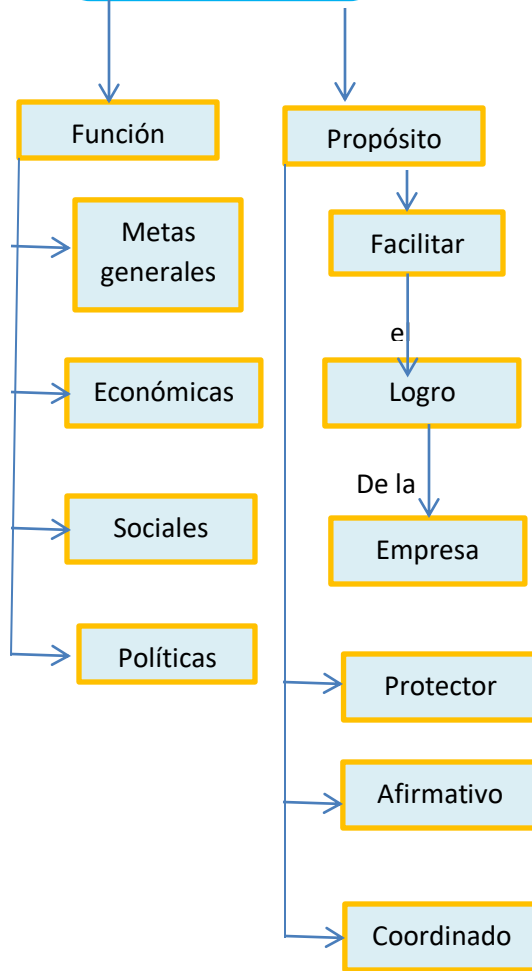 Función
Metas
generales
Económicas
Sociales
Políticas
Propósito
Facilitar
el
Logro
De la
Empresa
Protector
Afirmativo
Coordinado